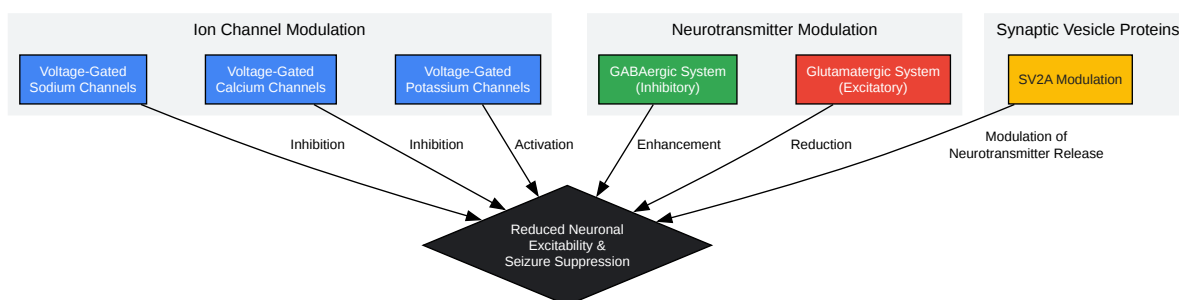 Ion Channel Modulation
Neurotransmitter Modulation
Synaptic Vesicle Proteins
Voltage-Gated
Sodium Channels
Voltage-Gated
Calcium Channels
Voltage-Gated
Potassium Channels
GABAergic System
(Inhibitory)
Glutamatergic System
(Excitatory)
SV2A Modulation
Inhibition
Inhibition
Activation
Enhancement
Reduction
Modulation of
Neurotransmitter Release
Reduced Neuronal
Excitability &
Seizure Suppression